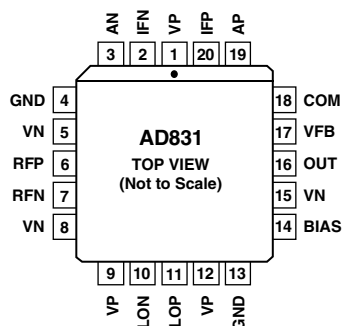 AN IFN VP IFP AP
3 2 1 20 19
GND 4
VN 5
RFP 6
RFN 7
VN 8
AD831
TOP VIEW
(Not to Scale)
18 COM
17 VFB
16 OUT
15 VN
14 BIAS
9 10 11 12 13
VP LON LOP VP GND